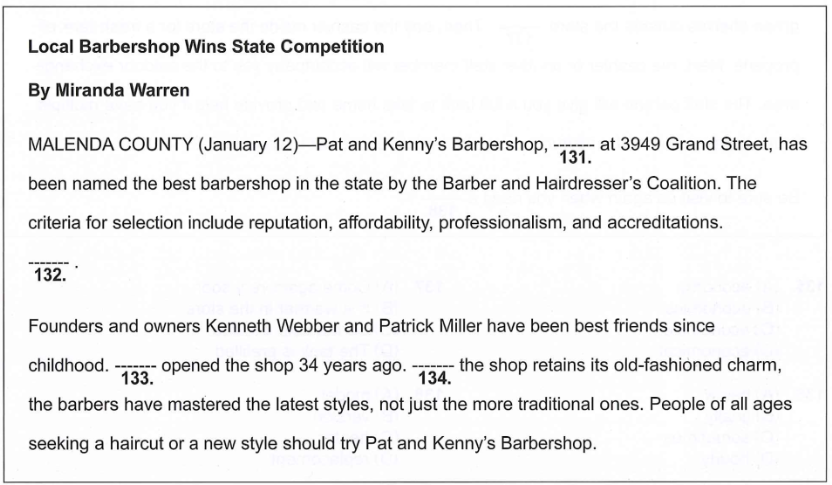 Local Barbershop Wins State Competition
By Miranda Warren
MALENDA COUNTY (January 12)—Pat and Kenny's Barbershop, ------- at 3949 Grand Street, has
131.
been named the best barbershop in the state by the Barber and Hairdresser's Coalition. The
criteria for selection include reputation, affordability, professionalism, and accreditations.
------- .
132.
Founders and owners Kenneth Webber and Patrick Miller have been best friends since
childhood. ------- opened the shop 34 years ago. ------- the shop retains its old-fashioned charm,
133. 134.
the barbers have mastered the latest styles, not just the more traditional ones. People of all ages
seeking a haircut or a new style should try Pat and Kenny's Barbershop.